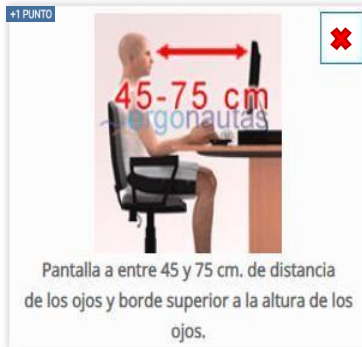 +1 PUNTO
45-75 cm
ergonautas
Pantalla a entre 45 y 75 cm. de distancia
de los ojos y borde superior a la altura de los
ojos.